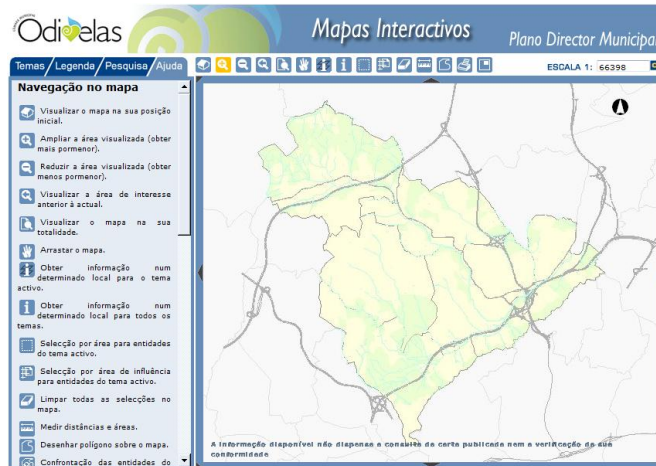 Odivelas
Mapas Interactivos
Plano Director Municipal
Temas Legenda Pesquisa Ajuda
ESCALA 1: 66398
Navegação no mapa
Visualizar o mapa na sua posição
inicial.
Ampliar a área visualizada (obter
mais pormenor).
Reduzir a área visualizada (obter
menos pormenor).
Visualizar a área de interesse
anterior à actual.
Visualizar o mapa na sua
totalidade.
Arrastar o mapa.
Obter informação num
determinado local para o tema
activo.
Obter informação num
determinado local para todos os
temas.
Selecção por área para entidades
do tema activo.
Selecção por área de influência
para entidades do tema activo.
Limpar todas as selecções no
mapa.
Medir distâncias e áreas.
Desenhar polígono sobre o mapa.
Confrontação das entidades do
A informação disponível não dispensa a consulta da carta publicada nem a verificação da sua
conformidade